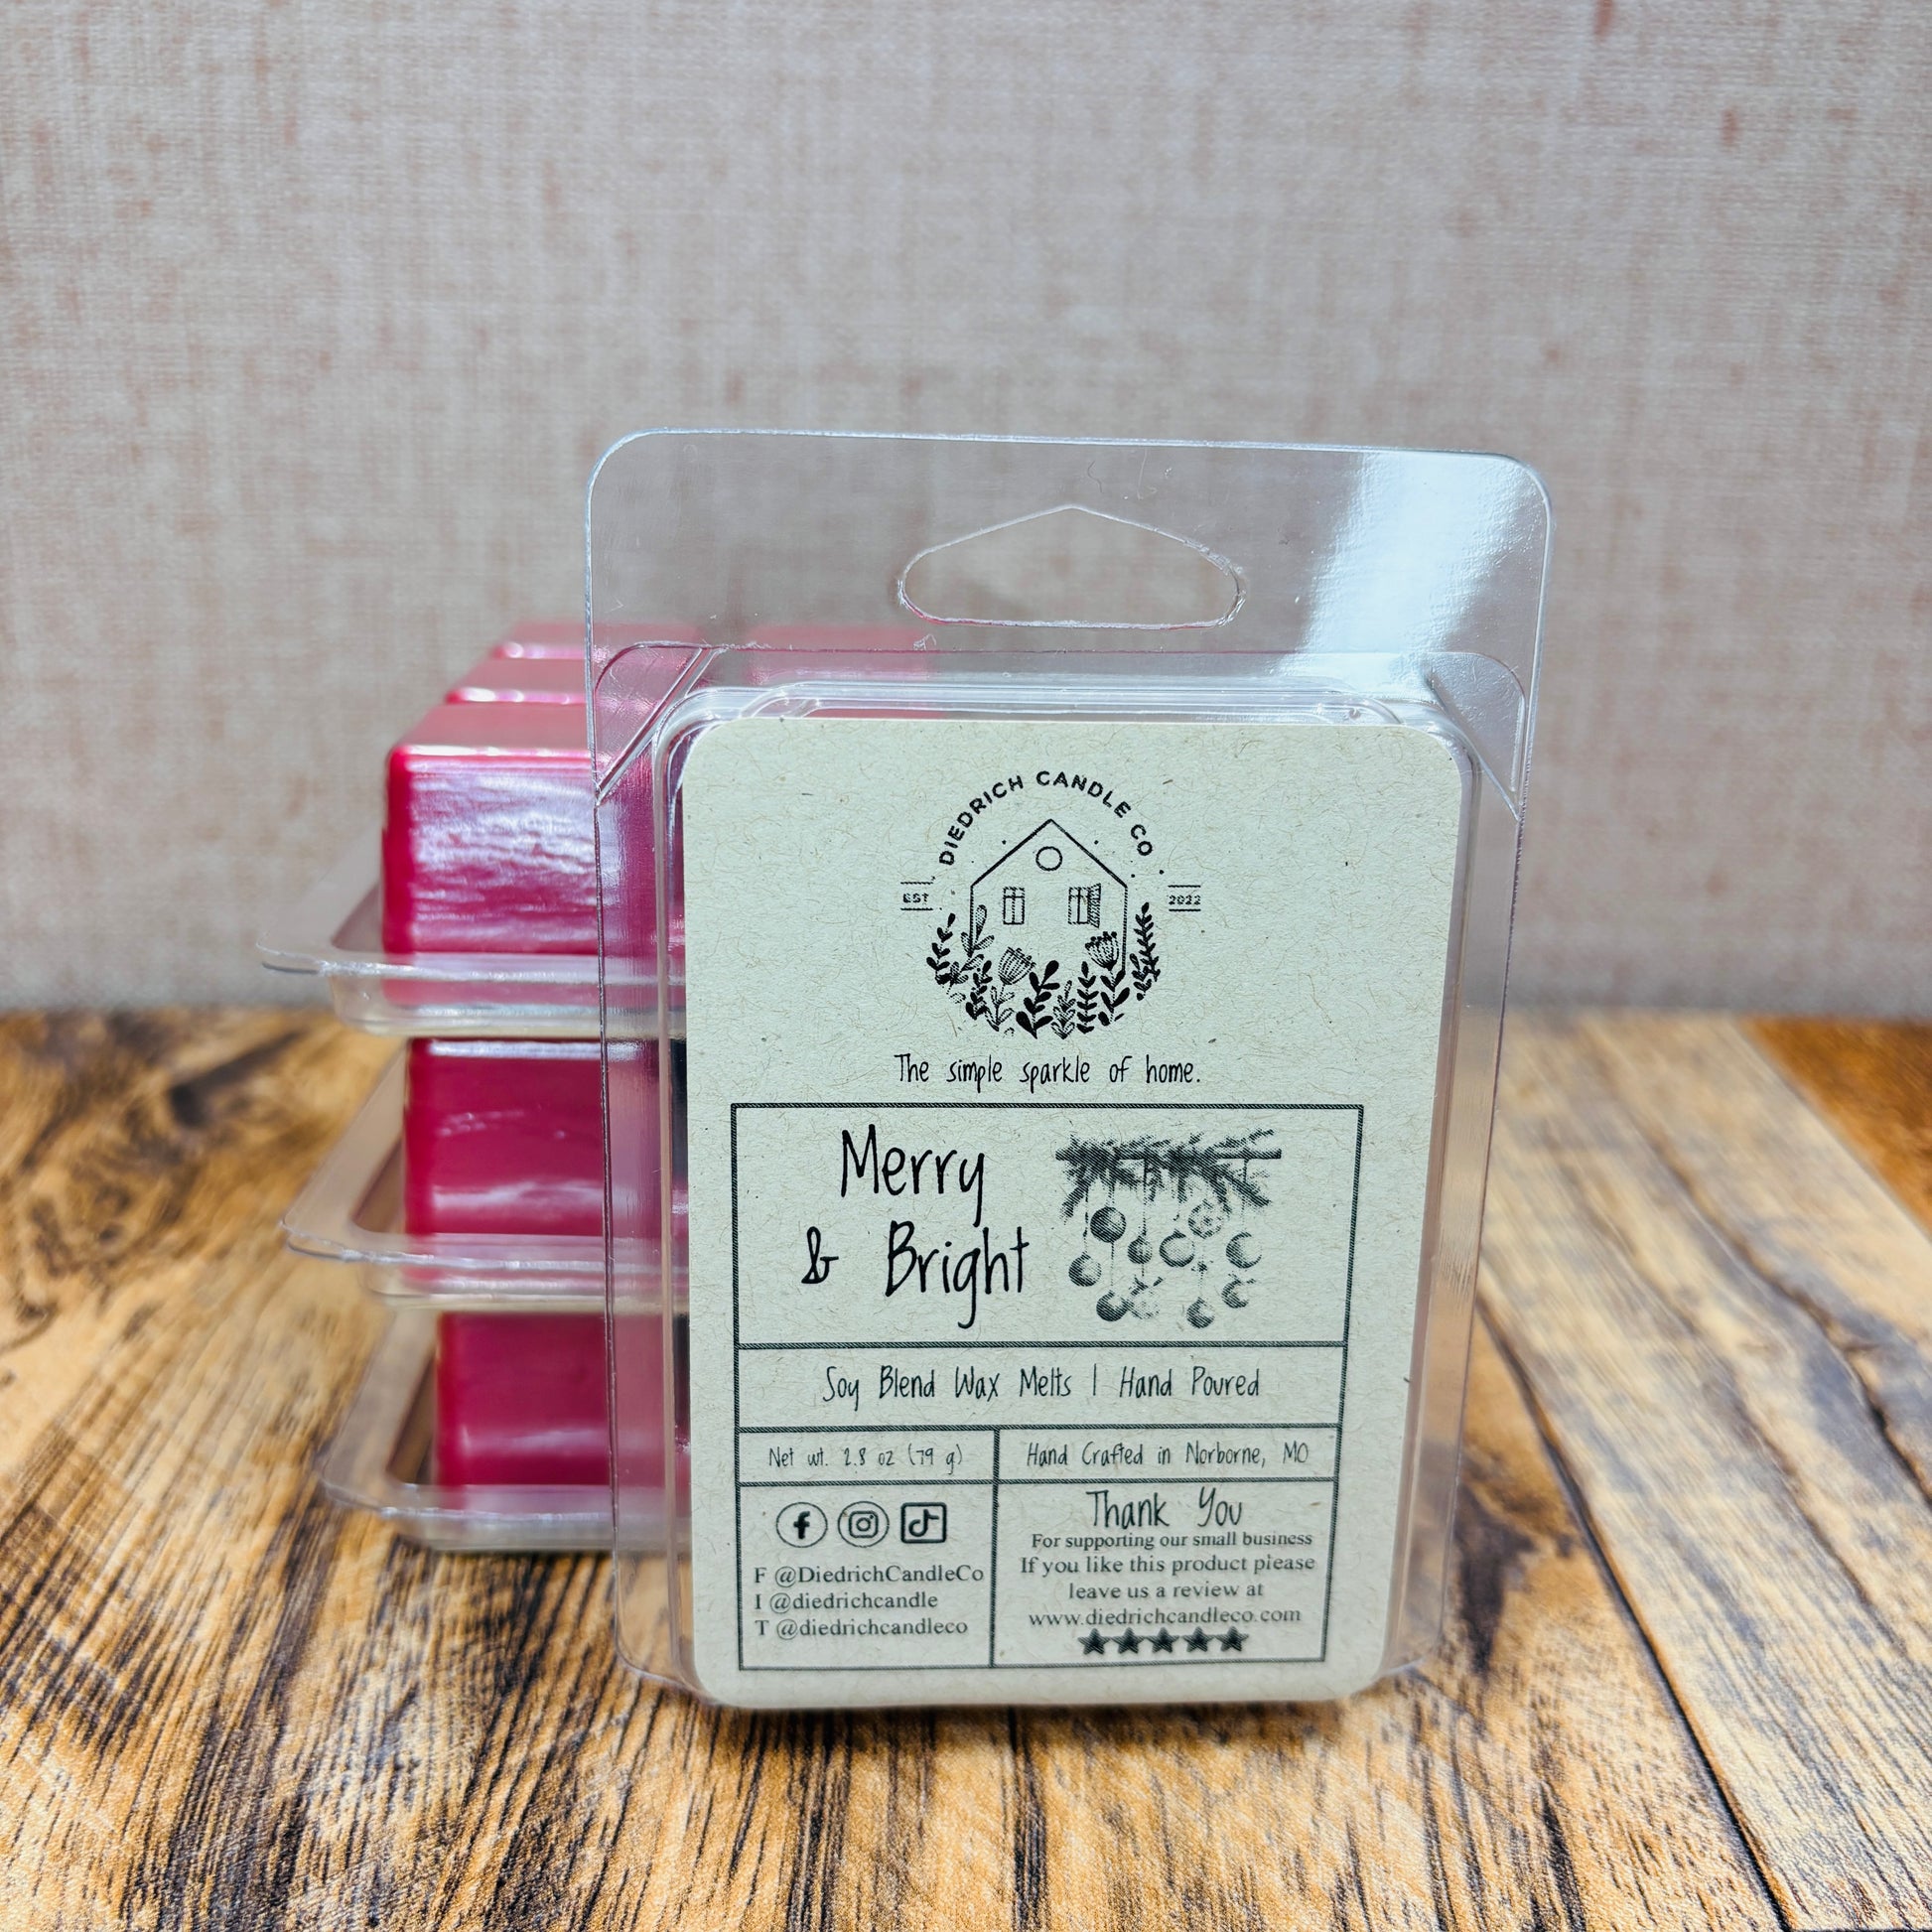 DIEDRICH CANDLE CO
EST 2022
The simple sparkle of home.
Merry
& Bright
Soy Blend Wax Melts | Hand Poured
Net wt. 2.8 oz (79 g)
Hand Crafted in Norborne, MO
F @DiedrichCandleCo
I @diedrichcandle
T @diedrichcandleco
Thank You
For supporting our small business
If you like this product please
leave us a review at
www.diedrichcandleco.com